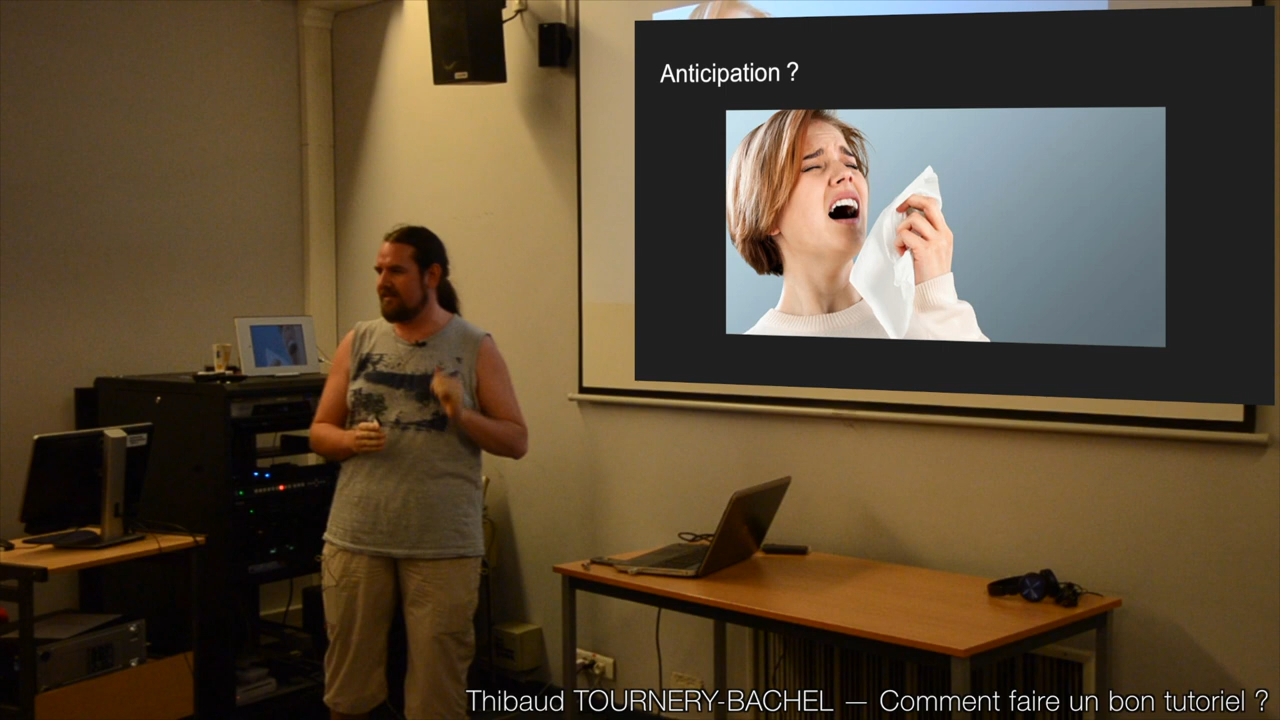 Anticipation ?
Thibaud TOURNERY-BACHEL — Comment faire un bon tutoriel ?